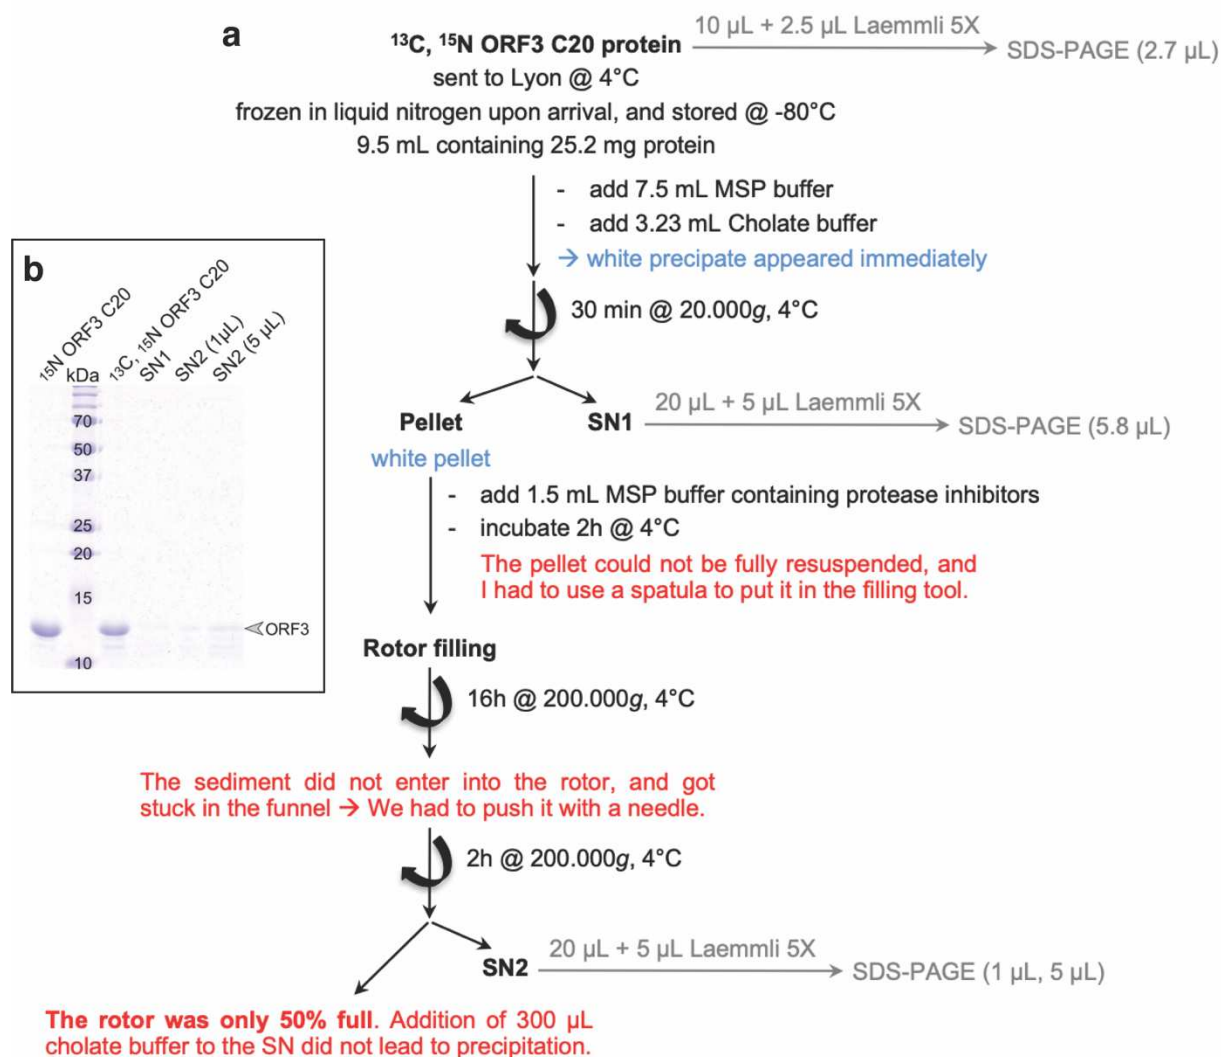 a
¹³C, ¹⁵N ORF3 C20 protein
10 µL + 2.5 µL Laemmli 5X
SDS-PAGE (2.7 µL)
sent to Lyon @ 4°C
frozen in liquid nitrogen upon arrival, and stored @ -80°C
9.5 mL containing 25.2 mg protein
- add 7.5 mL MSP buffer
- add 3.23 mL Cholate buffer
→ white precipate appeared immediately
30 min @ 20.000g, 4°C
Pellet
SN1
20 µL + 5 µL Laemmli 5X
SDS-PAGE (5.8 µL)
white pellet
- add 1.5 mL MSP buffer containing protease inhibitors
- incubate 2h @ 4°C
The pellet could not be fully resuspended, and
I had to use a spatula to put it in the filling tool.
Rotor filling
16h @ 200.000g, 4°C
The sediment did not enter into the rotor, and got
stuck in the funnel → We had to push it with a needle.
2h @ 200.000g, 4°C
SN2
20 µL + 5 µL Laemmli 5X
SDS-PAGE (1 µL, 5 µL)
The rotor was only 50% full. Addition of 300 µL
cholate buffer to the SN did not lead to precipitation.
b
¹⁵N ORF3 C20
kDa
¹³C, ¹⁵N ORF3 C20
SN1
SN2 (1µL)
SN2 (5 µL)
70
50
37
25
20
15
10
ORF3